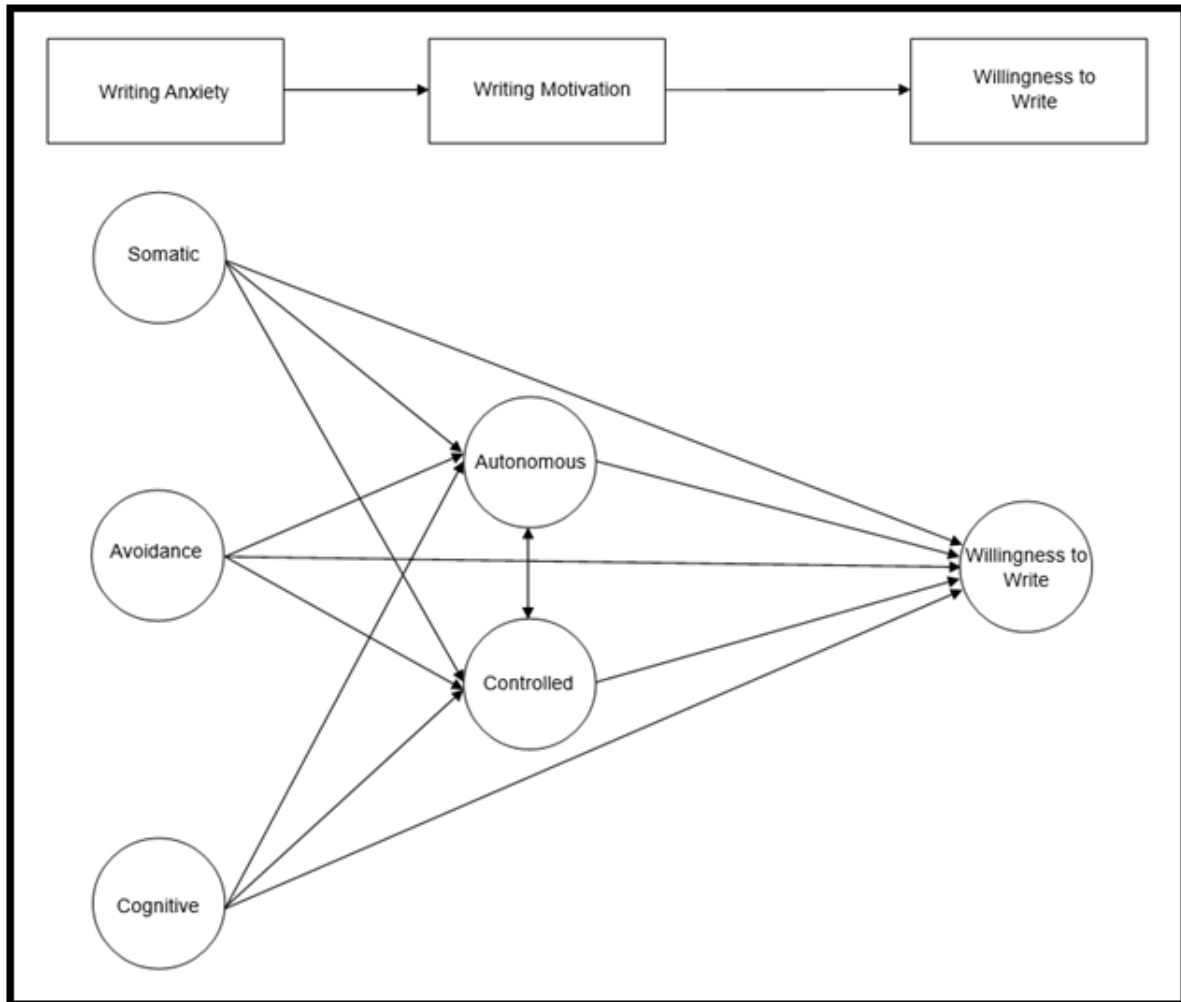 Writing Anxiety
Writing Motivation
Willingness to
Write
Somatic
Autonomous
Avoidance
Willingness to
Write
Controlled
Cognitive